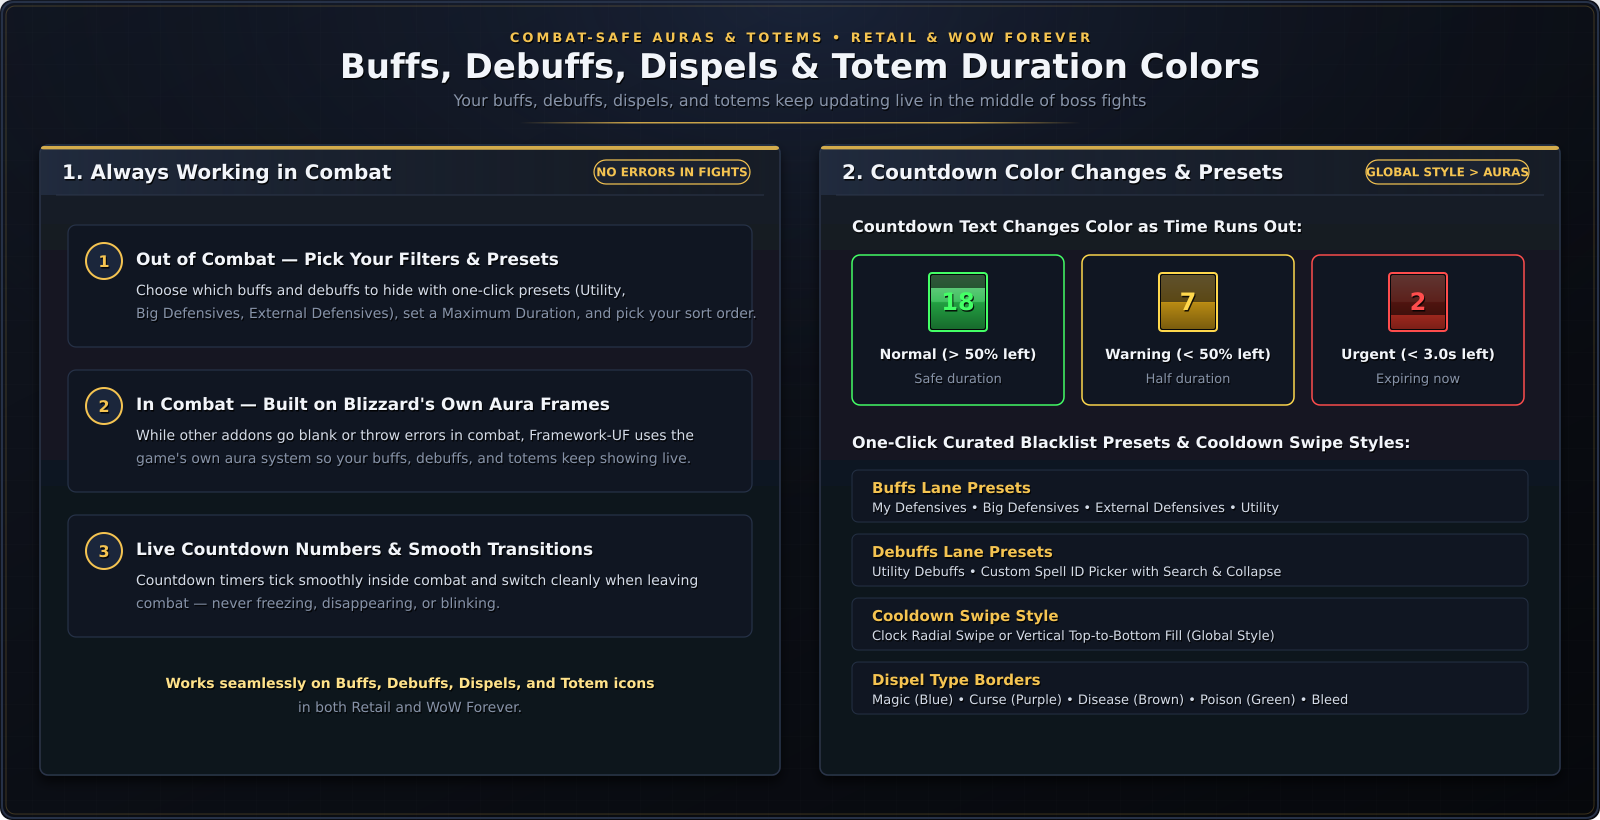 COMBAT-SAFE AURAS & TOTEMS • RETAIL & WOW FOREVER
Buffs, Debuffs, Dispels & Totem Duration Colors
Your buffs, debuffs, dispels, and totems keep updating live in the middle of boss fights
1. Always Working in Combat
NO ERRORS IN FIGHTS
1
Out of Combat — Pick Your Filters & Presets
Choose which buffs and debuffs to hide with one-click presets (Utility,
Big Defensives, External Defensives), set a Maximum Duration, and pick your sort order.
2
In Combat — Built on Blizzard's Own Aura Frames
While other addons go blank or throw errors in combat, Framework-UF uses the
game's own aura system so your buffs, debuffs, and totems keep showing live.
3
Live Countdown Numbers & Smooth Transitions
Countdown timers tick smoothly inside combat and switch cleanly when leaving
combat — never freezing, disappearing, or blinking.
Works seamlessly on Buffs, Debuffs, Dispels, and Totem icons
in both Retail and WoW Forever.
2. Countdown Color Changes & Presets
GLOBAL STYLE > AURAS
Countdown Text Changes Color as Time Runs Out:
18
Normal (> 50% left)
Safe duration
7
Warning (< 50% left)
Half duration
2
Urgent (< 3.0s left)
Expiring now
One-Click Curated Blacklist Presets & Cooldown Swipe Styles:
Buffs Lane Presets
My Defensives • Big Defensives • External Defensives • Utility
Debuffs Lane Presets
Utility Debuffs • Custom Spell ID Picker with Search & Collapse
Cooldown Swipe Style
Clock Radial Swipe or Vertical Top-to-Bottom Fill (Global Style)
Dispel Type Borders
Magic (Blue) • Curse (Purple) • Disease (Brown) • Poison (Green) • Bleed